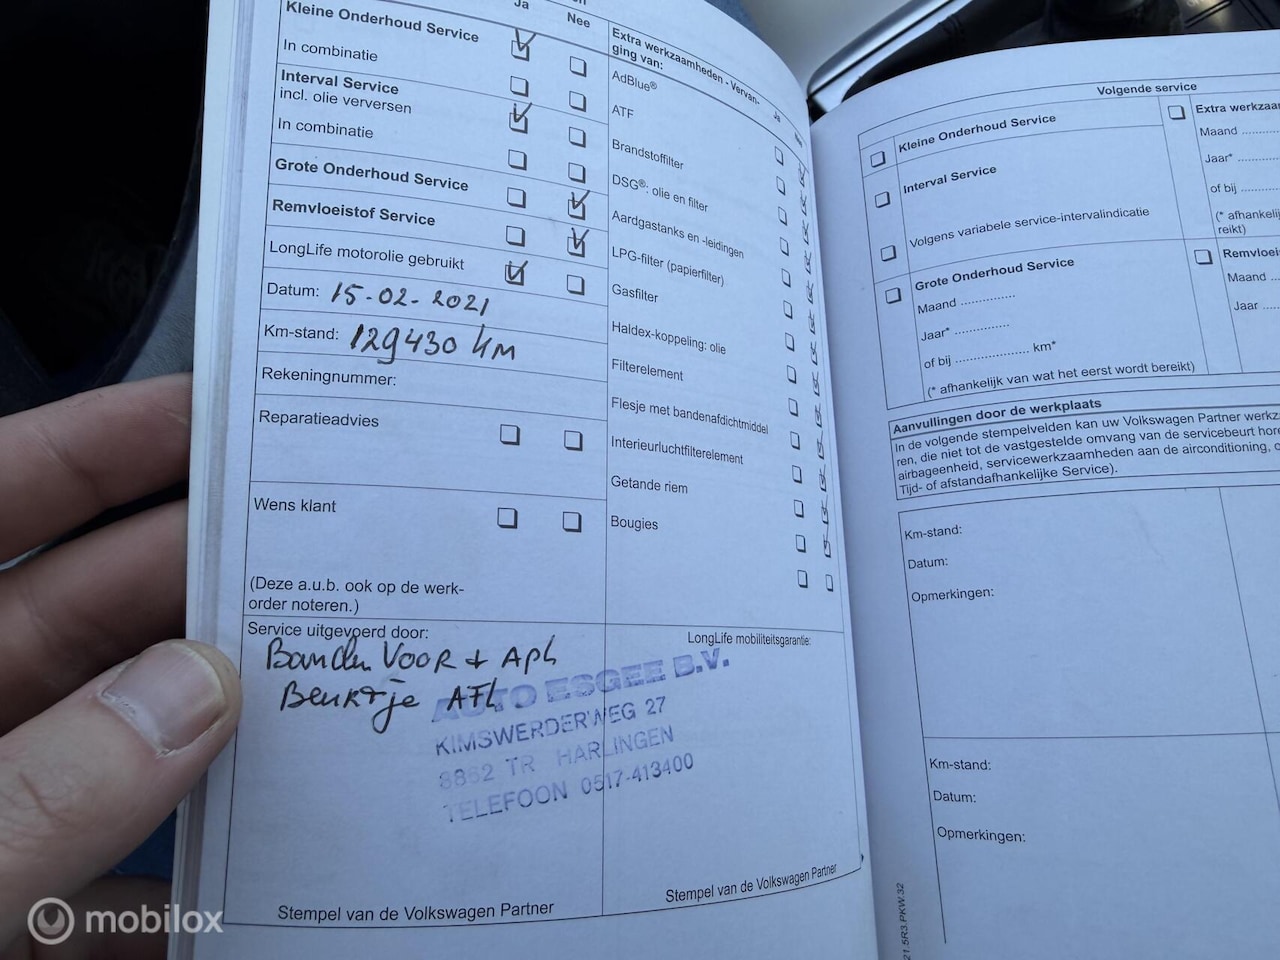 Ja
Nee
Kleine Onderhoud Service
In combinatie
Interval Service
incl. olie verversen
In combinatie
Grote Onderhoud Service
Remvloeistof Service
LongLife motorolie gebruikt
Datum: 15-02-2021
Km-stand: 129430 km
Rekeningnummer:
Reparatieadvies
Wens klant
(Deze a.u.b. ook op de werk-
order noteren.)
Extra werkzaamheden - Vervan-
ging van:
Ja
AdBlue®
ATF
Brandstoffilter
DSG®: olie en filter
Aardgastanks en -leidingen
LPG-filter (papierfilter)
Gasfilter
Haldex-koppeling: olie
Filterelement
Flesje met bandenafdichtmiddel
Interieurluchtfilterelement
Getande riem
Bougies
Service uitgevoerd door:
Banden VOOR + APk
Beurtje AFL
LongLife mobiliteitsgarantie:
AUTO ESGEE B.V.
KIMSWERDERWEG 27
8862 TR HARLINGEN
TELEFOON 0517-413400
Stempel van de Volkswagen Partner
Stempel van de Volkswagen Partner
Volgende service
Kleine Onderhoud Service
Interval Service
Volgens variabele service-intervalindicatie
Grote Onderhoud Service
Maand ...............
Jaar* ...............
of bij .................... km*
(* afhankelijk van wat het eerst wordt bereikt)
Extra werkzaa
Maand ..........
Jaar* ..........
of bij ..........
(* afhankelij
reikt)
Remvloeis
Maand ...
Jaar ....
Aanvullingen door de werkplaats
In de volgende stempelvelden kan uw Volkswagen Partner werkz
ren, die niet tot de vastgestelde omvang van de servicebeurt hore
airbageenheid, servicewerkzaamheden aan de airconditioning, c
Tijd- of afstandafhankelijke Service).
Km-stand:
Datum:
Opmerkingen:
Km-stand:
Datum:
Opmerkingen:
21.5R3.PKW.32
mobilox